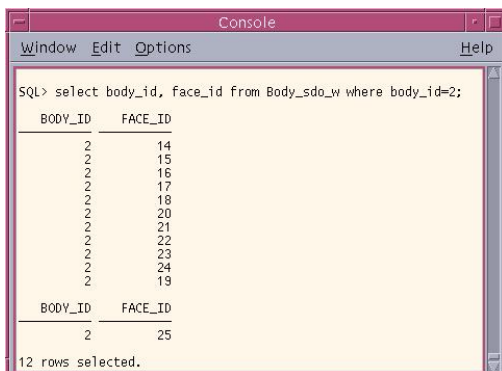 Console
Window Edit Options Help
SQL> select body_id, face_id from Body_sdo_w where body_id=2;
BODY_ID FACE_ID
2 14
2 15
2 16
2 17
2 18
2 20
2 21
2 22
2 23
2 24
2 19
BODY_ID FACE_ID
2 25
12 rows selected.